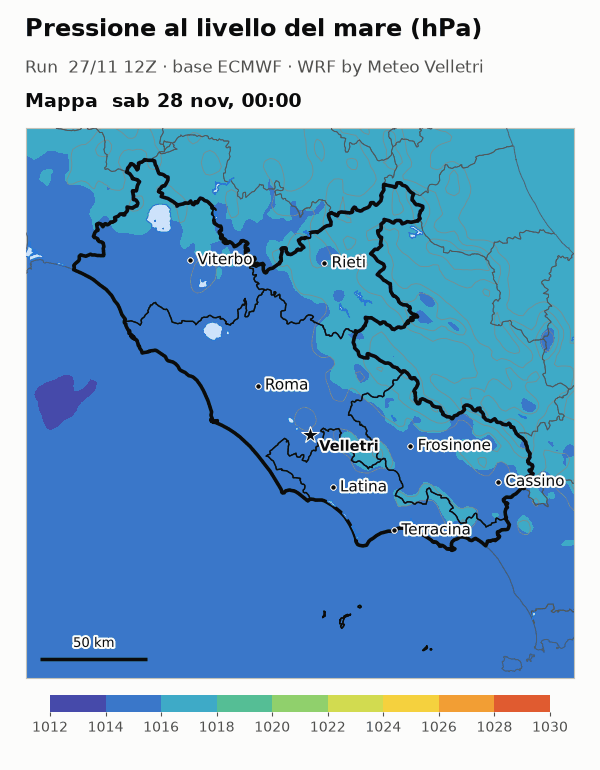 Pressione al livello del mare (hPa)
Run  27/11 12Z · base ECMWF · WRF by Meteo Velletri
Mappa  sab 28 nov, 00:00
Viterbo
Rieti
Roma
Velletri
Frosinone
Cassino
Latina
Terracina
50 km
1012 1014 1016 1018 1020 1022 1024 1026 1028 1030